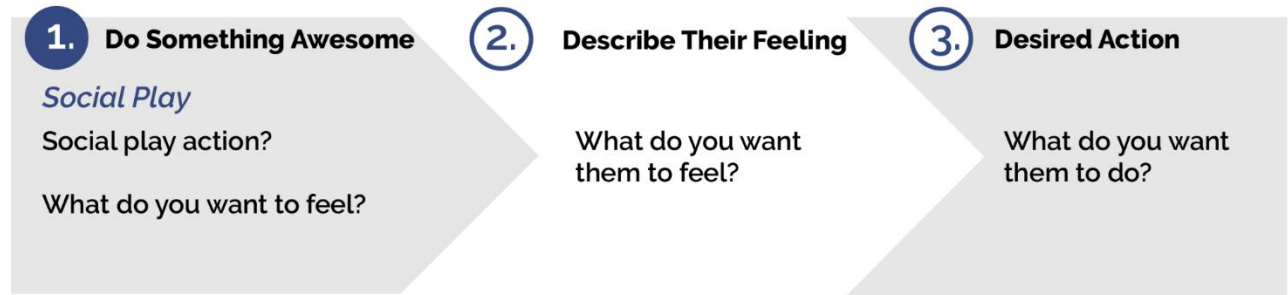 1. Do Something Awesome
Social Play
Social play action?
What do you want to feel?
2. Describe Their Feeling
What do you want
them to feel?
3. Desired Action
What do you want
them to do?